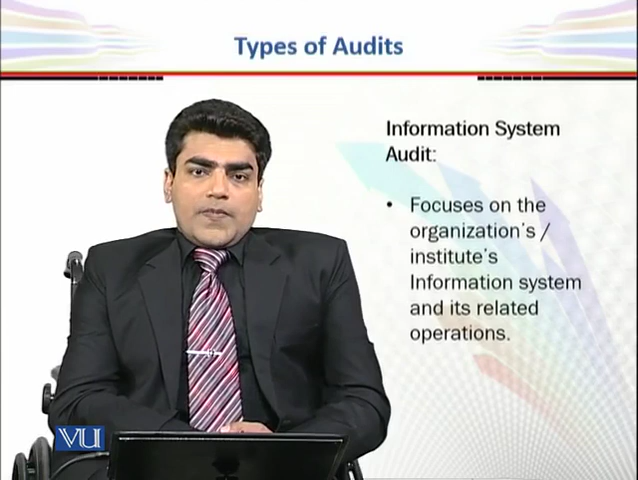 Types of Audits
Information System
Audit:
• Focuses on the
organization's /
institute's
Information system
and its related
operations.
VU